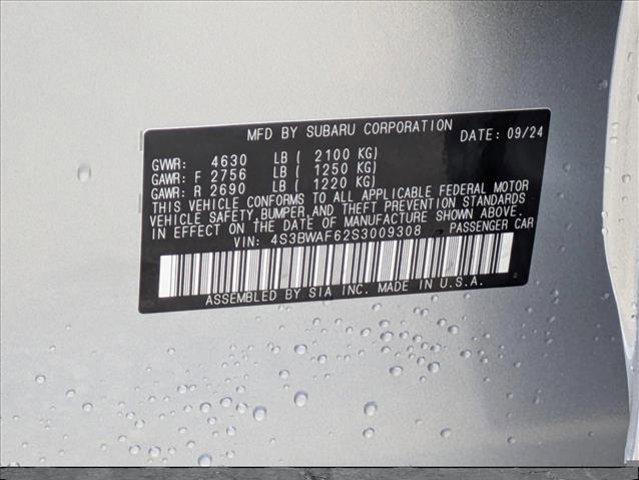 MFD BY SUBARU CORPORATION DATE: 09/24
GVWR: 4630 LB ( 2100 KG)
GAWR: F 2756 LB ( 1250 KG)
GAWR: R 2690 LB ( 1220 KG)
THIS VEHICLE CONFORMS TO ALL APPLICABLE FEDERAL MOTOR
VEHICLE SAFETY, BUMPER, AND THEFT PREVENTION STANDARDS
IN EFFECT ON THE DATE OF MANUFACTURE SHOWN ABOVE.
VIN: 4S3BWAF62S3009308 PASSENGER CAR
ASSEMBLED BY SIA INC. MADE IN U.S.A.